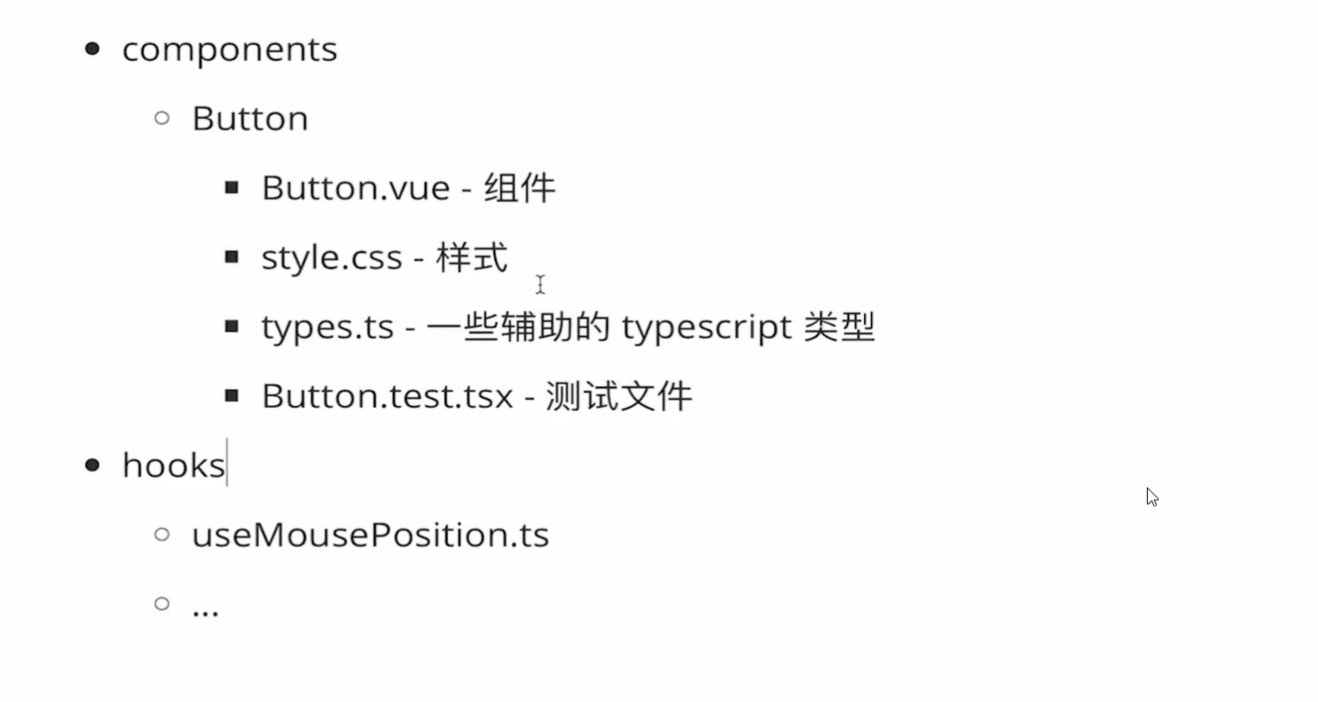 components
Button
Button.vue - 组件
style.css - 样式
types.ts - 一些辅助的 typescript 类型
Button.test.tsx - 测试文件
hooks
useMousePosition.ts
...